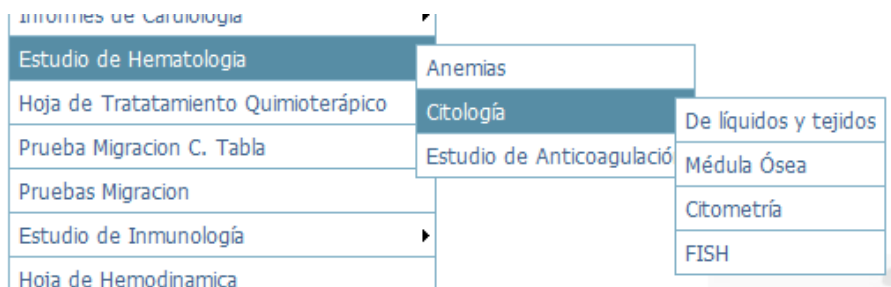 Informes de Cardiología
Estudio de Hematologia
Hoja de Tratatamiento Quimioterápico
Prueba Migracion C. Tabla
Pruebas Migracion
Estudio de Inmunología
Hoja de Hemodinamica
Anemias
Citología
Estudio de Anticoagulació
De líquidos y tejidos
Médula Ósea
Citometría
FISH